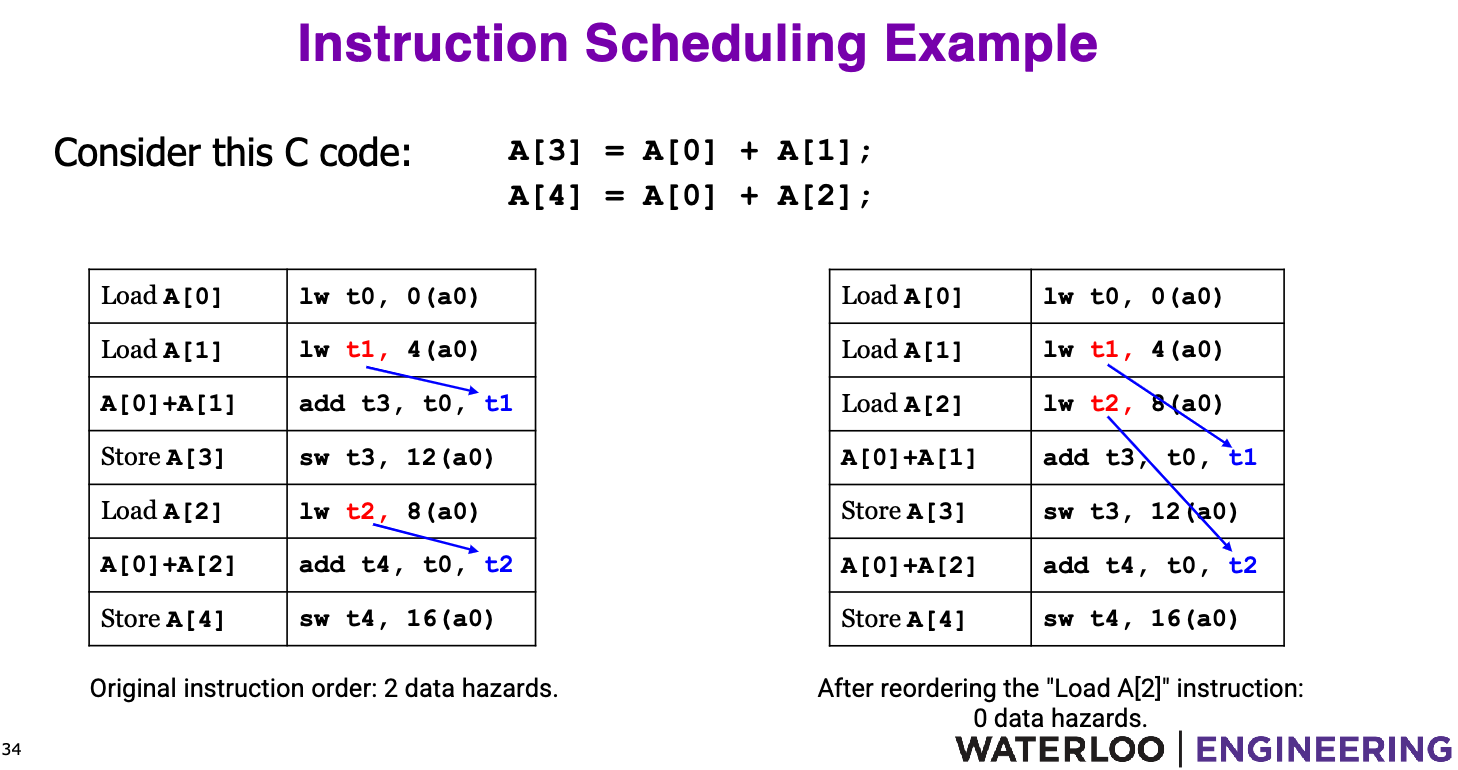 Instruction Scheduling Example
Consider this C code:
A[3] = A[0] + A[1];
A[4] = A[0] + A[2];
Load A[0] lw t0, 0(a0)
Load A[1] lw t1, 4(a0)
A[0]+A[1] add t3, t0, t1
Store A[3] sw t3, 12(a0)
Load A[2] lw t2, 8(a0)
A[0]+A[2] add t4, t0, t2
Store A[4] sw t4, 16(a0)
Original instruction order: 2 data hazards.
Load A[0] lw t0, 0(a0)
Load A[1] lw t1, 4(a0)
Load A[2] lw t2, 8(a0)
A[0]+A[1] add t3, t0, t1
Store A[3] sw t3, 12(a0)
A[0]+A[2] add t4, t0, t2
Store A[4] sw t4, 16(a0)
After reordering the "Load A[2]" instruction:
0 data hazards.
34
WATERLOO | ENGINEERING